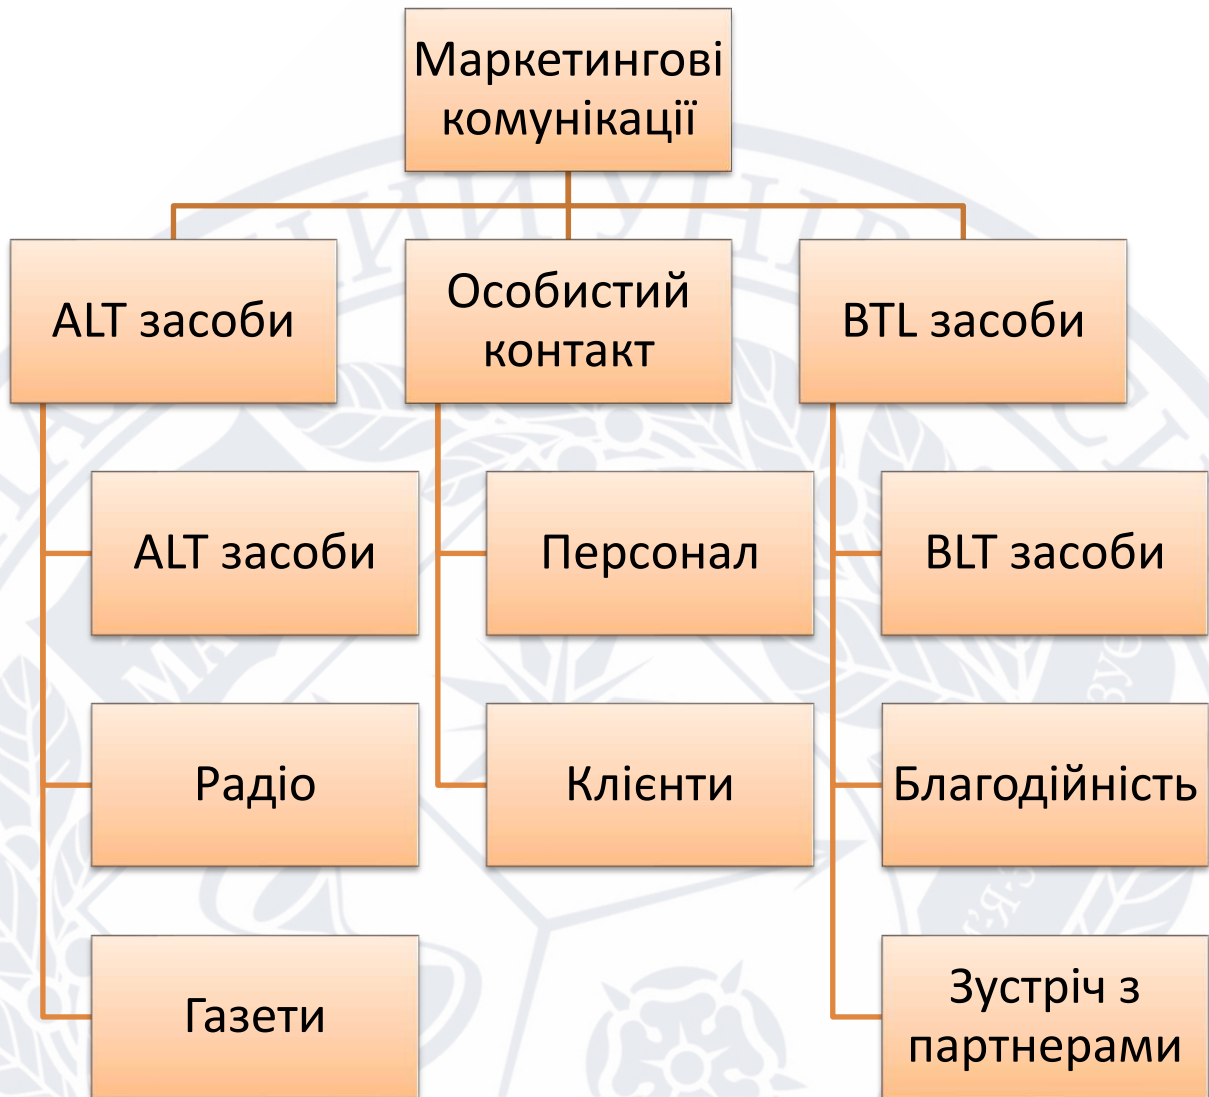 Маркетингові
комунікації
ALT засоби
Особистий
контакт
BTL засоби
ALT засоби
Персонал
BLT засоби
Радіо
Клієнти
Благодійність
Газети
Зустріч з
партнерами